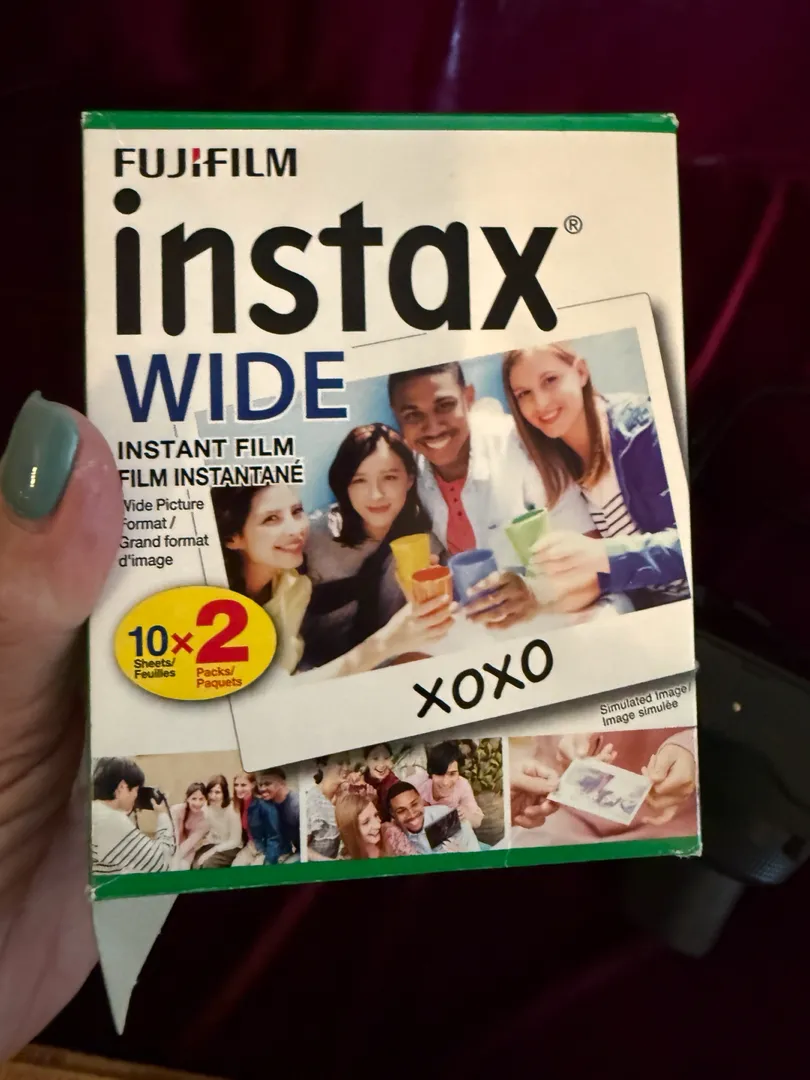 FUJIFILM
instax®
WIDE
INSTANT FILM
FILM INSTANTANÉ
Wide Picture
Format /
Grand format
d'image
10×2
Sheets/
Feuilles
Packs/
Paquets
xoxo
Simulated Image/
Image simulée